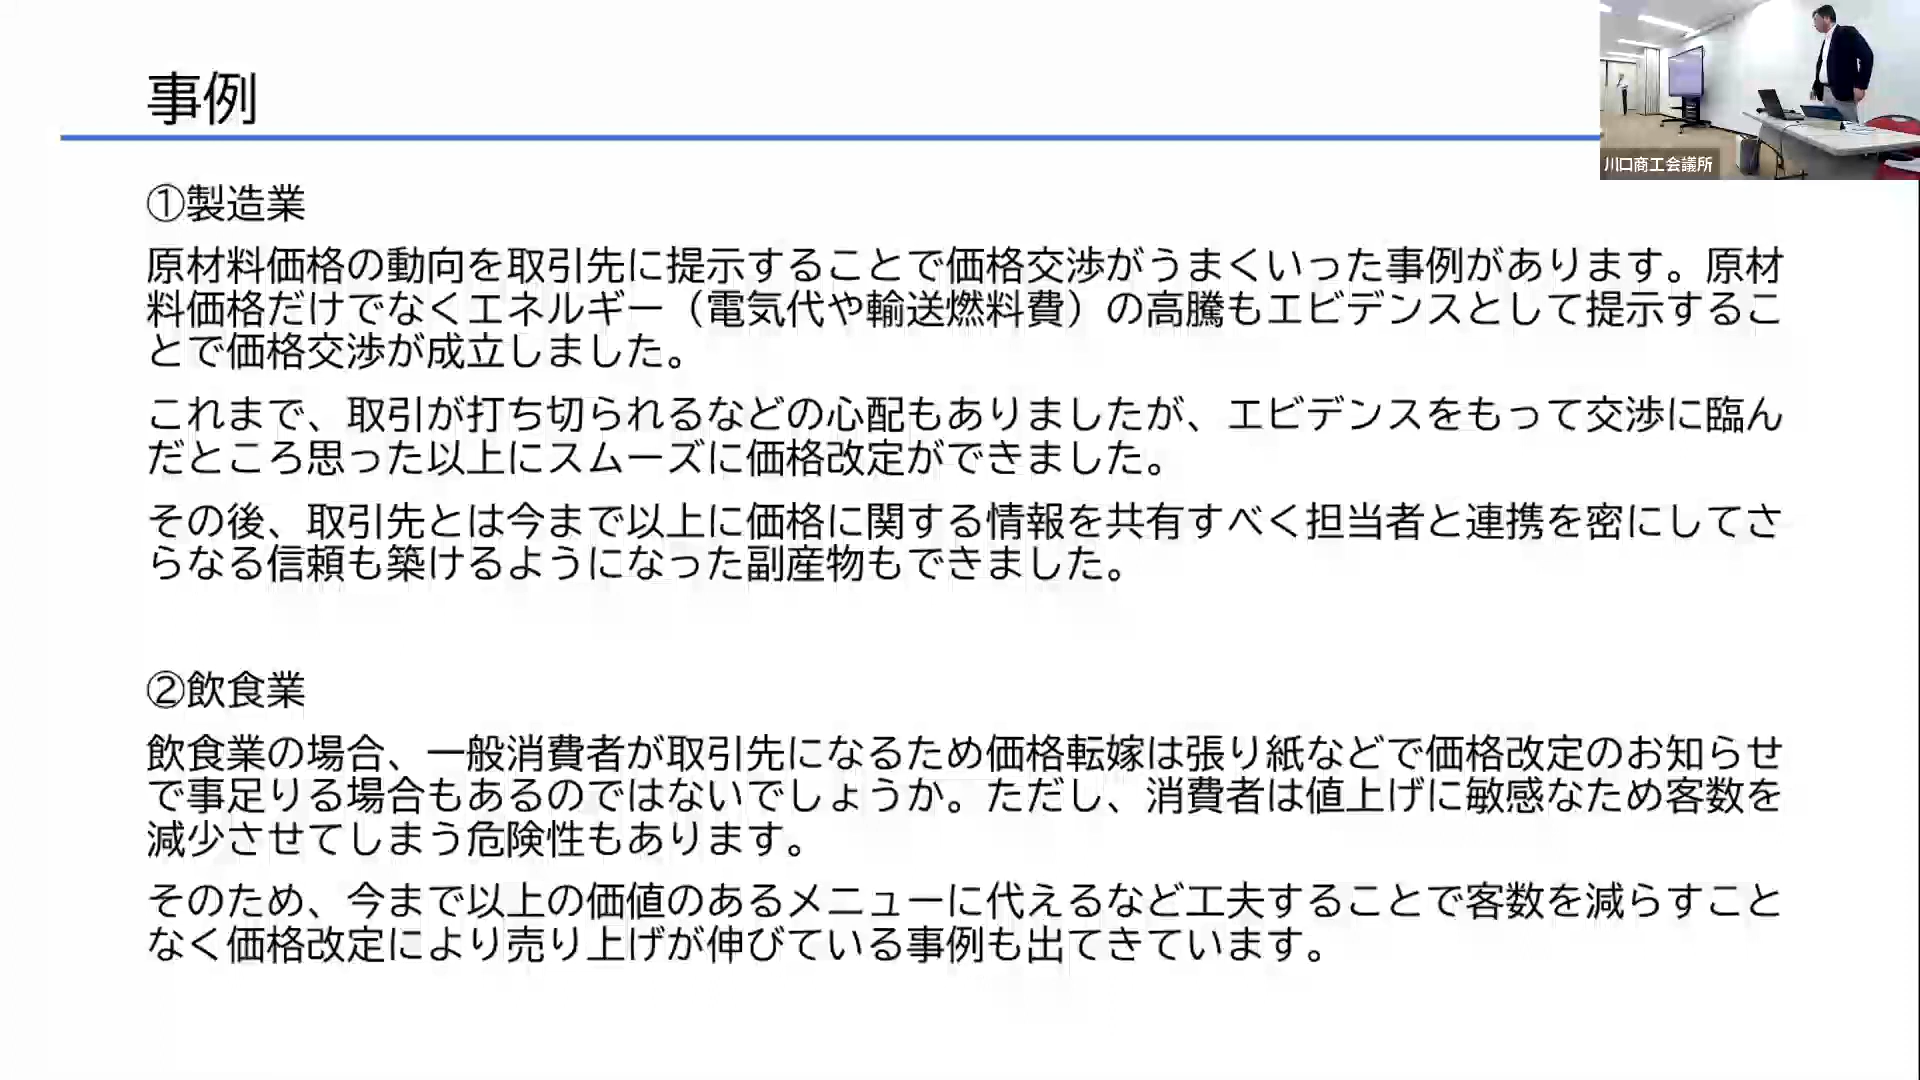 事例
川口商工会議所
①製造業
原材料価格の動向を取引先に提示することで価格交渉がうまくいった事例があります。原材
料価格だけでなくエネルギー（電気代や輸送燃料費）の高騰もエビデンスとして提示するこ
とで価格交渉が成立しました。
これまで、取引が打ち切られるなどの心配もありましたが、エビデンスをもって交渉に臨ん
だところ思った以上にスムーズに価格改定ができました。
その後、取引先とは今まで以上に価格に関する情報を共有すべく担当者と連携を密にしてさ
らなる信頼も築けるようになった副産物もできました。
②飲食業
飲食業の場合、一般消費者が取引先になるため価格転嫁は張り紙などで価格改定のお知らせ
で事足りる場合もあるのではないでしょうか。ただし、消費者は値上げに敏感なため客数を
減少させてしまう危険性もあります。
そのため、今まで以上の価値のあるメニューに代えるなど工夫することで客数を減らすこと
なく価格改定により売り上げが伸びている事例も出てきています。